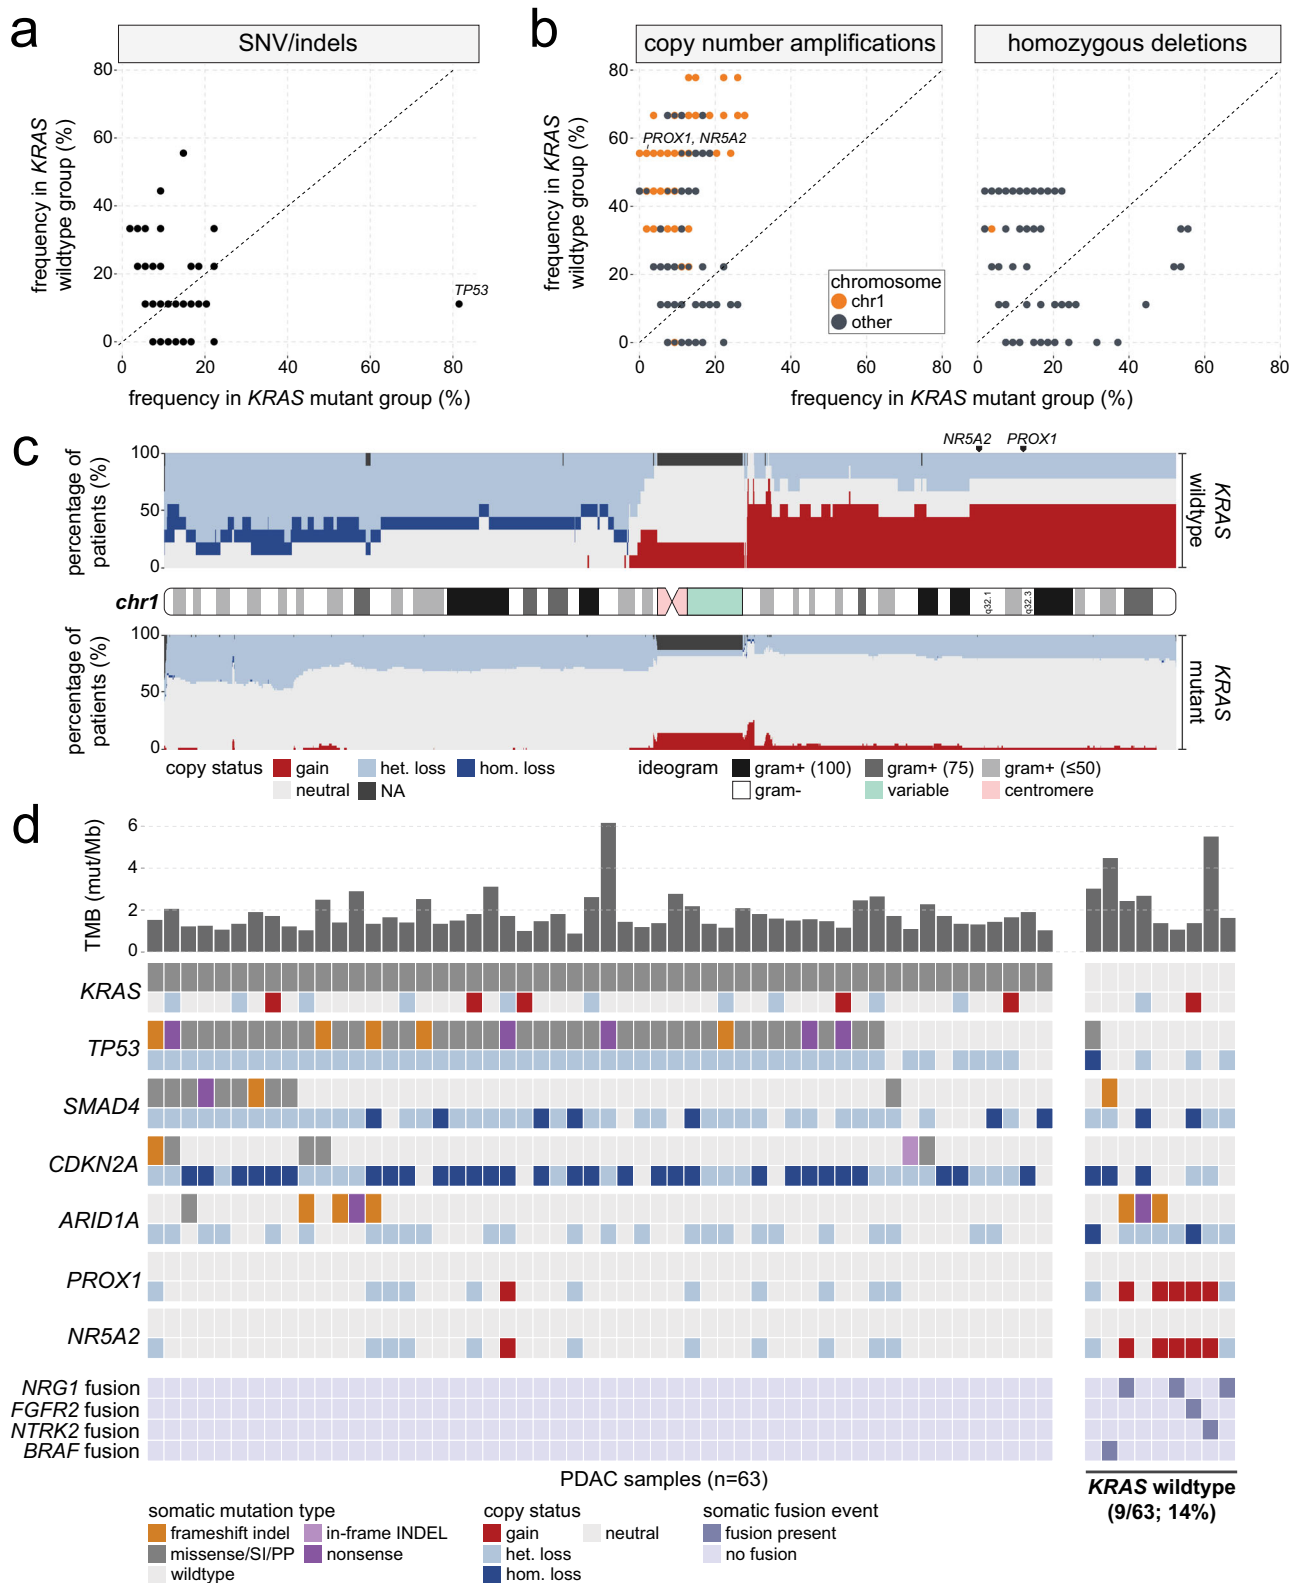 a
SNV/indels
80
60
40
20
0
0
20
40
60
80
TP53
frequency in KRAS
wildtype group (%)
frequency in KRAS mutant group (%)
b
copy number amplifications
homozygous deletions
80
60
40
20
0
PROX1, NR5A2
chromosome
chr1
other
0
20
40
60
80
0
20
40
60
80
frequency in KRAS
wildtype group (%)
frequency in KRAS mutant group (%)
c
NR5A2 PROX1
percentage of
patients (%)
100
50
0
KRAS
wildtype
chr1
q32.1
q32.3
percentage of
patients (%)
100
50
0
KRAS
mutant
copy status
gain
het. loss
hom. loss
neutral
NA
ideogram
gram+ (100)
gram+ (75)
gram+ (≤50)
gram-
variable
centromere
d
TMB (mut/Mb)
6
4
2
0
KRAS
TP53
SMAD4
CDKN2A
ARID1A
PROX1
NR5A2
NRG1 fusion
FGFR2 fusion
NTRK2 fusion
BRAF fusion
PDAC samples (n=63)
KRAS wildtype
(9/63; 14%)
somatic mutation type
frameshift indel
in-frame INDEL
missense/SI/PP
nonsense
wildtype
copy status
gain
neutral
het. loss
hom. loss
somatic fusion event
fusion present
no fusion